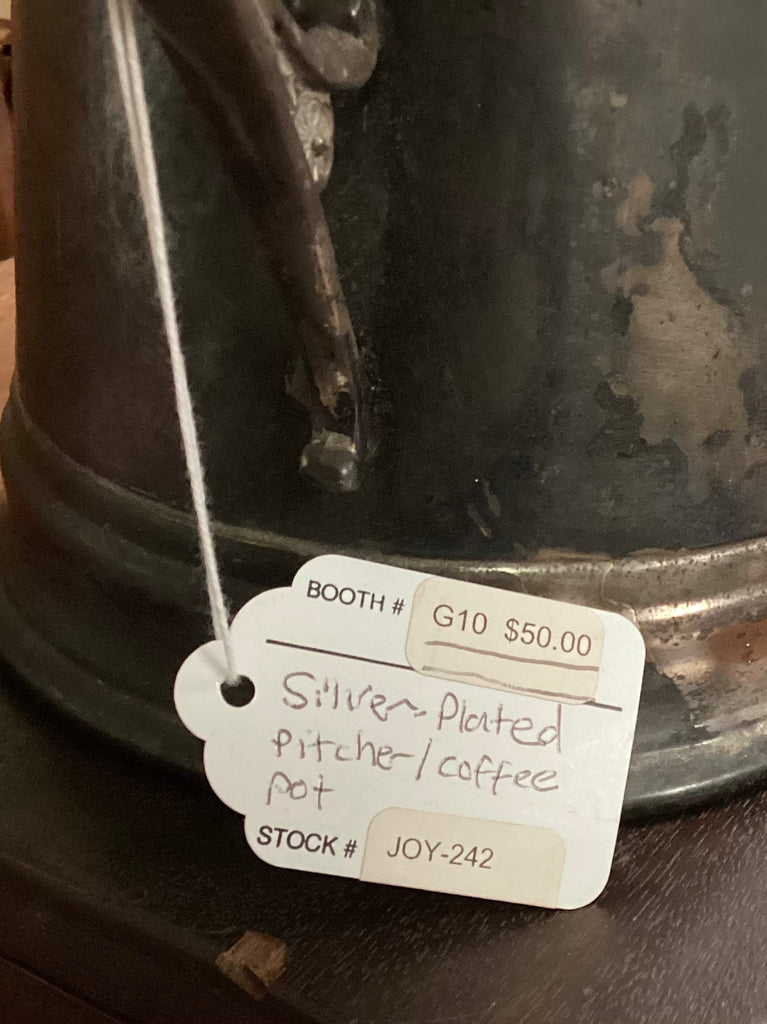 BOOTH # G10 $50.00
Silver-Plated
Pitcher/coffee
pot
STOCK # JOY-242